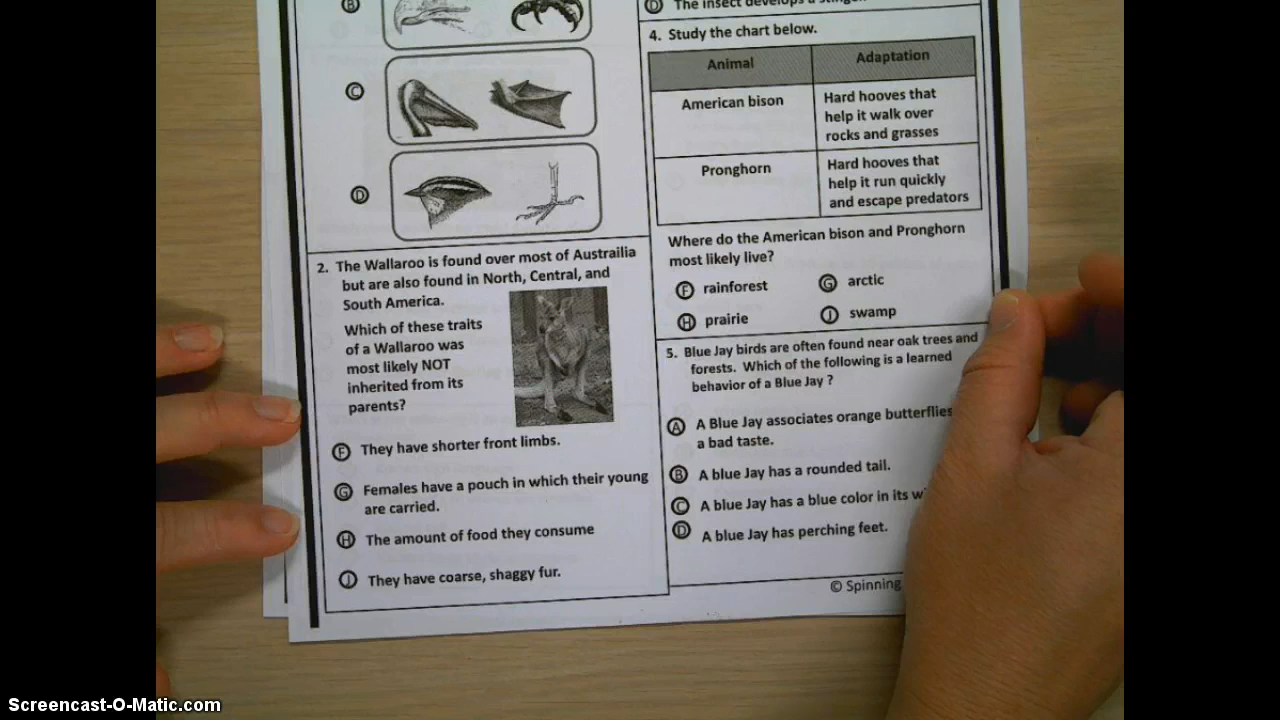 B
C
D
2. The Wallaroo is found over most of Austrailia
but are also found in North, Central, and
South America.
Which of these traits
of a Wallaroo was
most likely NOT
inherited from its
parents?
F They have shorter front limbs.
G Females have a pouch in which their young
are carried.
H The amount of food they consume
J They have coarse, shaggy fur.
D The insect develops a
4. Study the chart below.
Animal Adaptation
American bison Hard hooves that
help it walk over
rocks and grasses
Pronghorn Hard hooves that
help it run quickly
and escape predators
Where do the American bison and Pronghorn
most likely live?
F rainforest G arctic
H prairie J swamp
5. Blue Jay birds are often found near oak trees and
forests. Which of the following is a learned
behavior of a Blue Jay ?
A A Blue Jay associates orange butterflies
a bad taste.
B A blue Jay has a rounded tail.
C A blue Jay has a blue color in its
D A blue Jay has perching feet.
© Spinning
Screencast-O-Matic.com